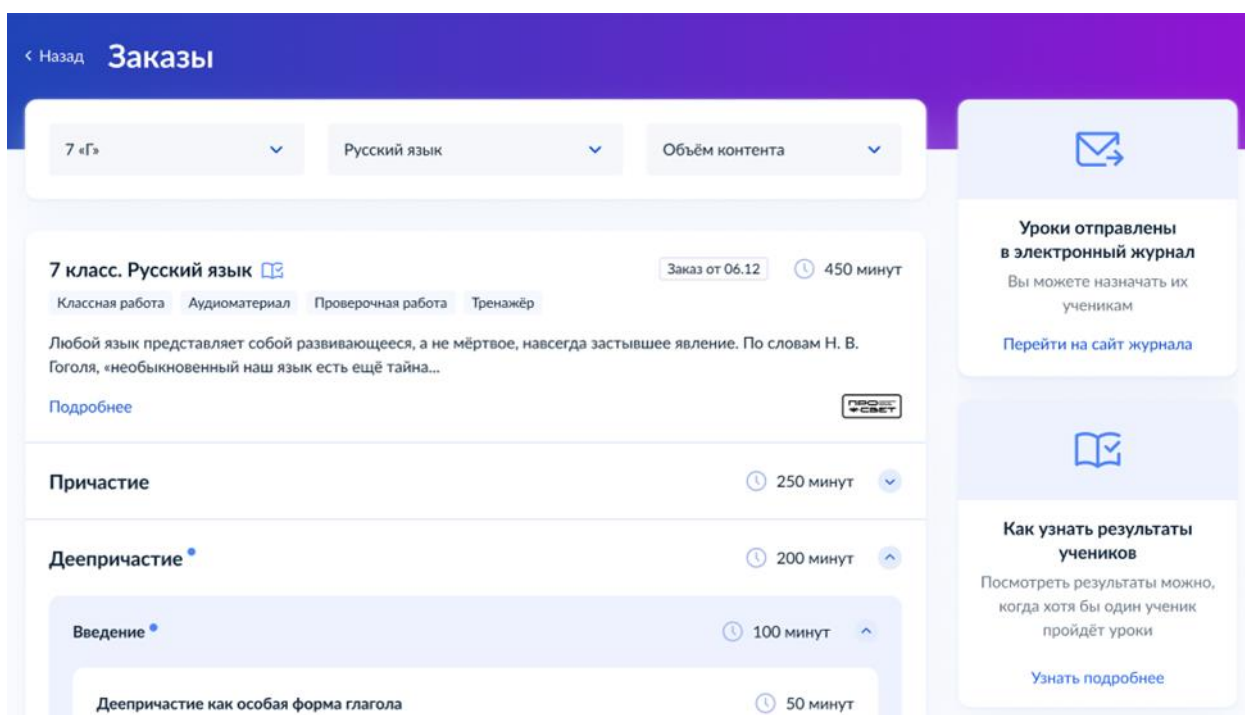 Назад Заказы
7 «Г» Русский язык Объём контента
7 класс. Русский язык Заказ от 06.12 450 минут
Классная работа Аудиоматериал Проверочная работа Тренажёр
Любой язык представляет собой развивающееся, а не мёртвое, навсегда застывшее явление. По словам Н. В.
Гоголя, «необыкновенный наш язык есть ещё тайна...
Подробнее
ПРО
СВЕТ
Причастие 250 минут
Деепричастие 200 минут
Введение 100 минут
Деепричастие как особая форма глагола 50 минут
Уроки отправлены
в электронный журнал
Вы можете назначать их
ученикам
Перейти на сайт журнала
Как узнать результаты
учеников
Посмотреть результаты можно,
когда хотя бы один ученик
пройдёт уроки
Узнать подробнее